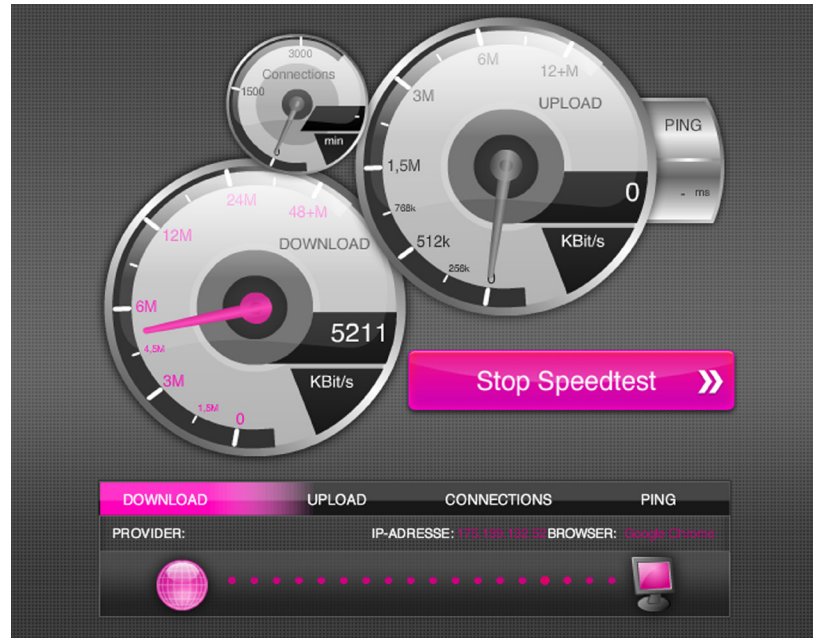 3000
Connections
1500
-
min
0
6M
12+M
3M
UPLOAD
1,5M
0
768k
512k
KBit/s
256k
0
PING
- ms
24M
48+M
12M
DOWNLOAD
6M
5211
4,5M
KBit/s
3M
1,5M
0
Stop Speedtest
DOWNLOAD UPLOAD CONNECTIONS PING
PROVIDER: IP-ADRESSE: BROWSER: Google Chrome